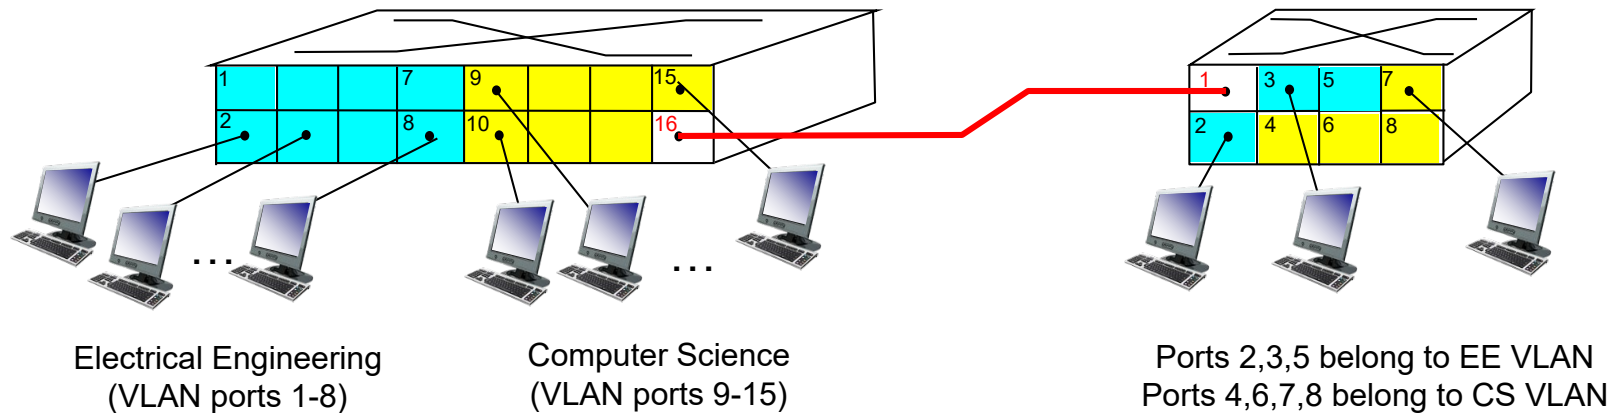 1 7 9 15
2 8 10 16
1 3 5 7
2 4 6 8
... ...
Electrical Engineering
(VLAN ports 1-8)
Computer Science
(VLAN ports 9-15)
Ports 2,3,5 belong to EE VLAN
Ports 4,6,7,8 belong to CS VLAN